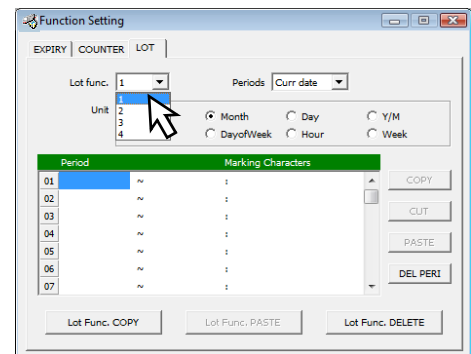 Function Setting
EXPIRY COUNTER LOT
Lot func. 1 Periods Curr date
1
2
3
4
Unit Month Day Y/M
DayofWeek Hour Week
Period Marking Characters
01 ~ : COPY
02 ~ :
03 ~ : CUT
04 ~ :
05 ~ : PASTE
06 ~ : DEL PERI
07 ~ :
Lot Func. COPY Lot Func. PASTE Lot Func. DELETE